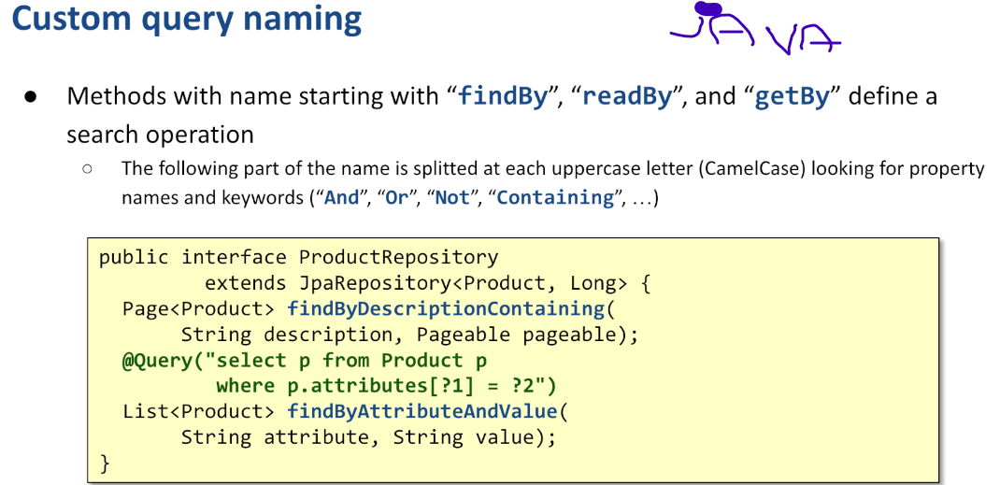 Custom query naming
JAVA
● Methods with name starting with “findBy”, “readBy”, and “getBy” define a
search operation
○ The following part of the name is splitted at each uppercase letter (CamelCase) looking for property
names and keywords (“And”, “Or”, “Not”, “Containing”, …)
public interface ProductRepository
extends JpaRepository<Product, Long> {
Page<Product> findByDescriptionContaining(
String description, Pageable pageable);
@Query("select p from Product p
where p.attributes[?1] = ?2")
List<Product> findByAttributeAndValue(
String attribute, String value);
}